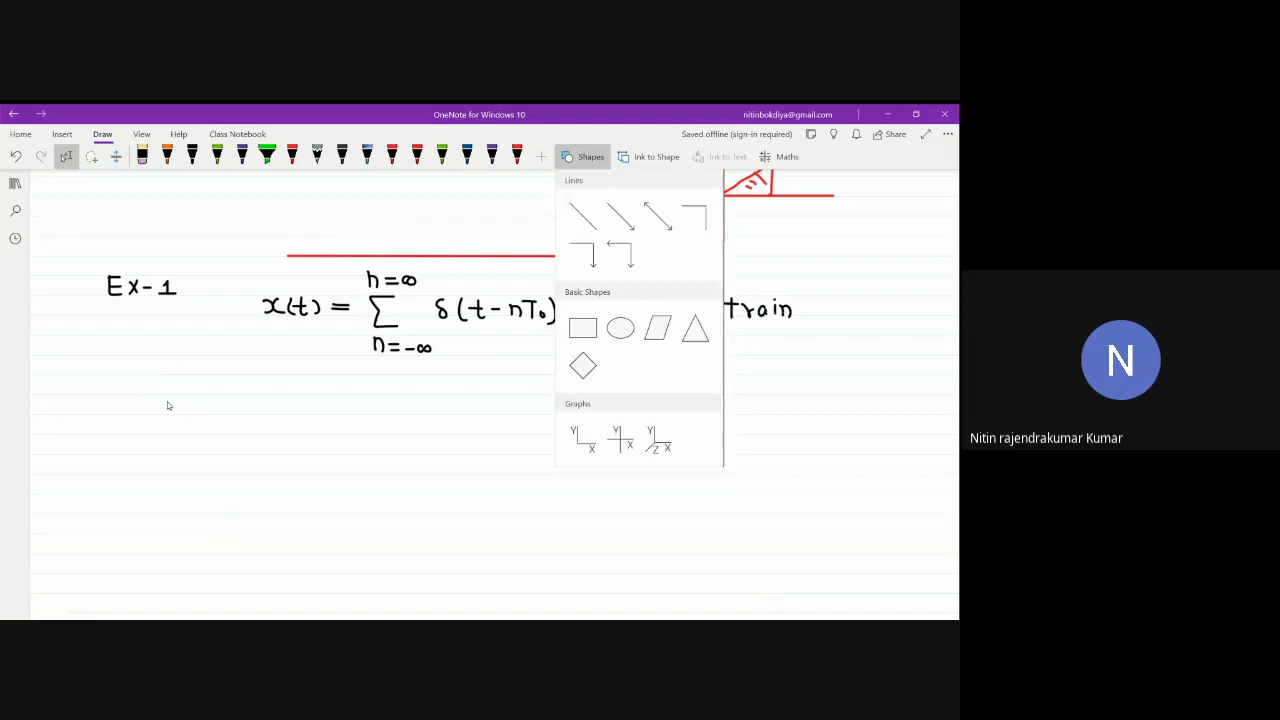 OneNote for Windows 10
nitinbokdiya@gmail.com
Home Insert Draw View Help Class Notebook
Saved offline (sign-in required)
Share
Shapes Ink to Shape Ink to Text Maths
Lines
Basic Shapes
Graphs
Y X Y X Y Z X
n=∞
Ex-1 x(t) = ∑ δ(t-nT₀) train
n=-∞
N
Nitin rajendrakumar Kumar